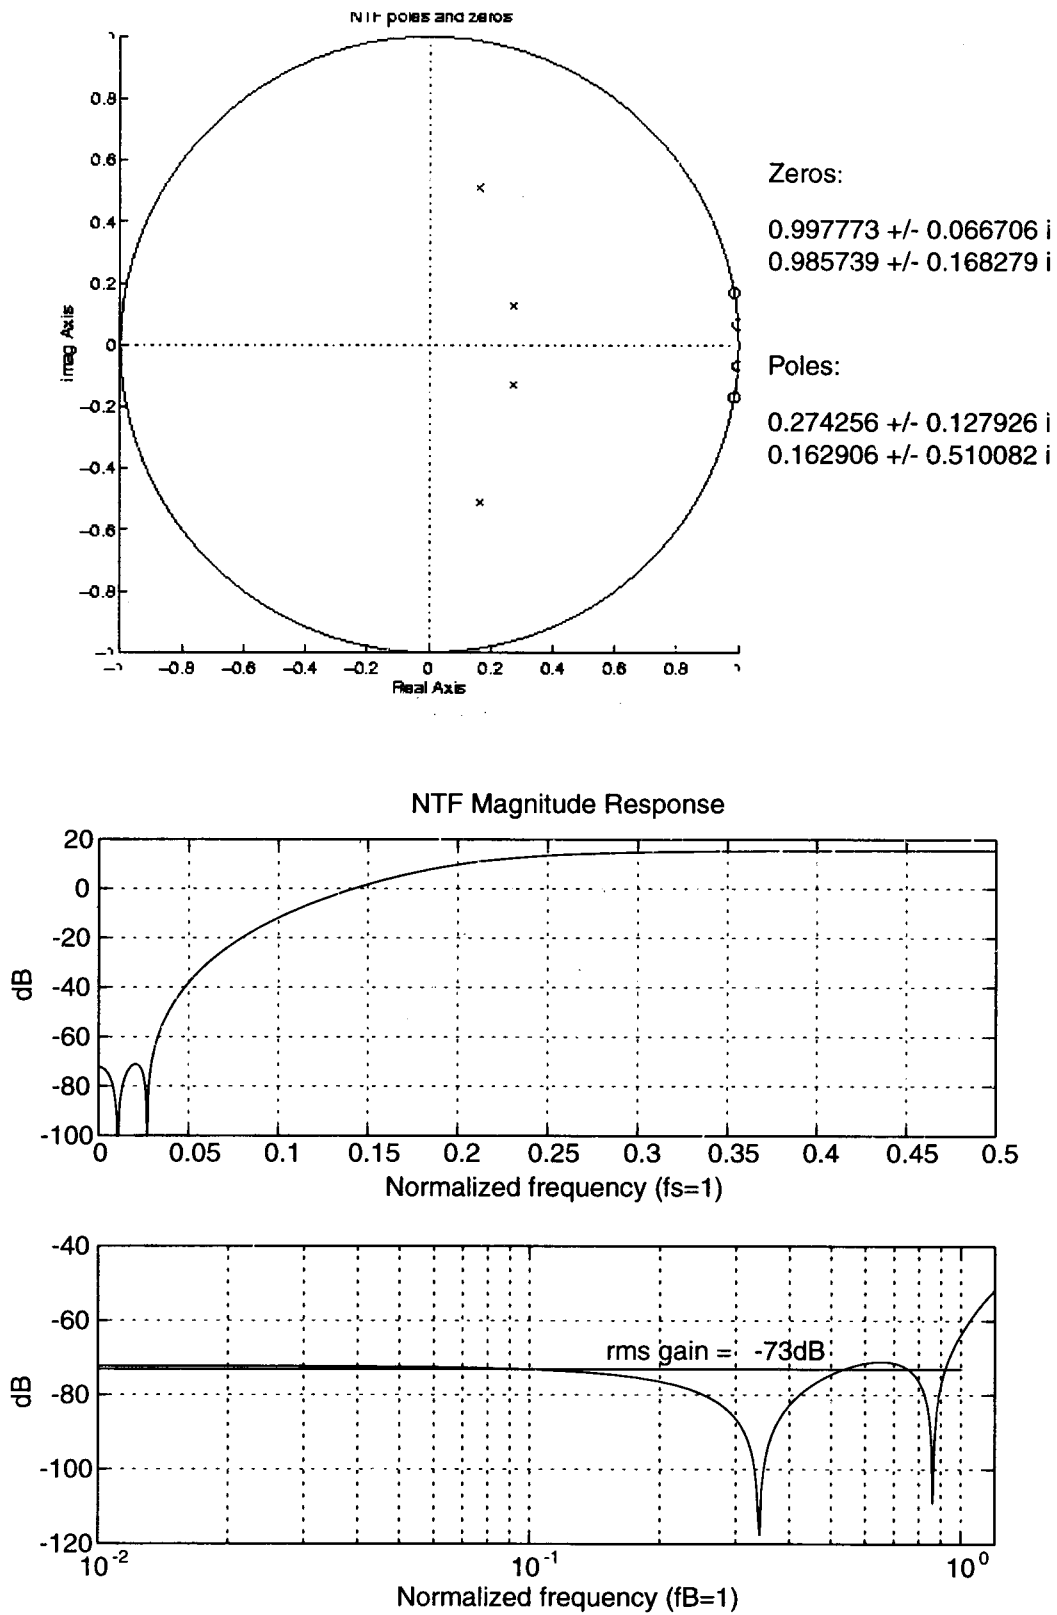 NTF poles and zeros
0.8
0.6
0.4
0.2
0
-0.2
-0.4
-0.6
-0.8
imag Axis
-0.8 -0.6 -0.4 -0.2 0 0.2 0.4 0.6 0.8
Real Axis
Zeros:
0.997773 +/- 0.066706 i
0.985739 +/- 0.168279 i
Poles:
0.274256 +/- 0.127926 i
0.162906 +/- 0.510082 i
NTF Magnitude Response
20
0
-20
-40
-60
-80
-100
dB
0 0.05 0.1 0.15 0.2 0.25 0.3 0.35 0.4 0.45 0.5
Normalized frequency (fs=1)
-40
-60
-80
-100
-120
dB
rms gain = -73dB
10^-2 10^-1 10^0
Normalized frequency (fB=1)